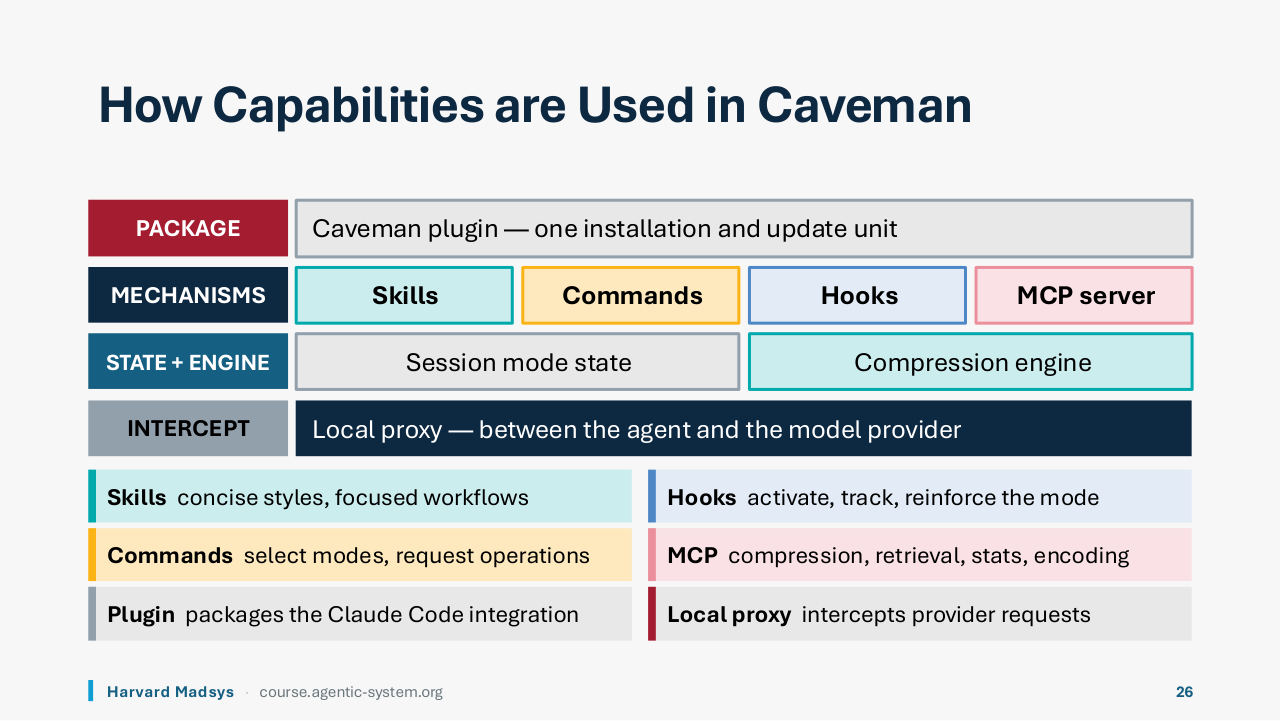 How Capabilities are Used in Caveman
PACKAGE
Caveman plugin — one installation and update unit
MECHANISMS
Skills
Commands
Hooks
MCP server
STATE + ENGINE
Session mode state
Compression engine
INTERCEPT
Local proxy — between the agent and the model provider
Skills concise styles, focused workflows
Hooks activate, track, reinforce the mode
Commands select modes, request operations
MCP compression, retrieval, stats, encoding
Plugin packages the Claude Code integration
Local proxy intercepts provider requests
Harvard Madsys · course.agentic-system.org
26